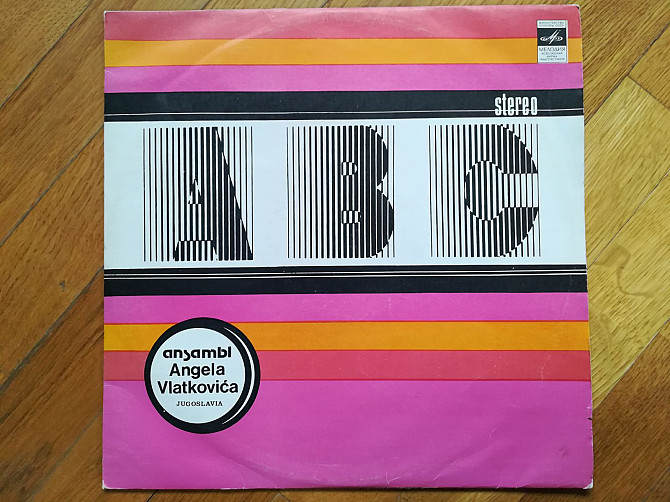 МЕЛОДИЯ
stereo
ABC
ansambl
Angela
Vlatkovića
JUGOSLAVIA